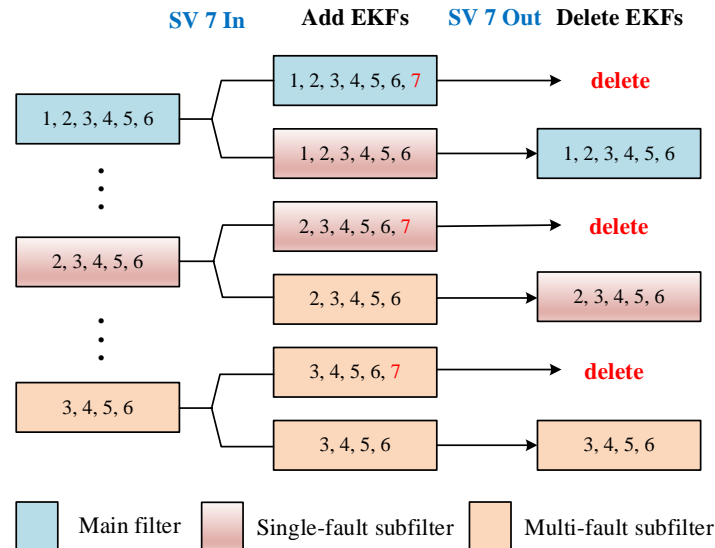 SV 7 In Add EKFs SV 7 Out Delete EKFs
1, 2, 3, 4, 5, 6, 7 delete
1, 2, 3, 4, 5, 6
1, 2, 3, 4, 5, 6 1, 2, 3, 4, 5, 6
2, 3, 4, 5, 6, 7 delete
2, 3, 4, 5, 6
2, 3, 4, 5, 6 2, 3, 4, 5, 6
3, 4, 5, 6, 7 delete
3, 4, 5, 6
3, 4, 5, 6 3, 4, 5, 6
Main filter Single-fault subfilter Multi-fault subfilter